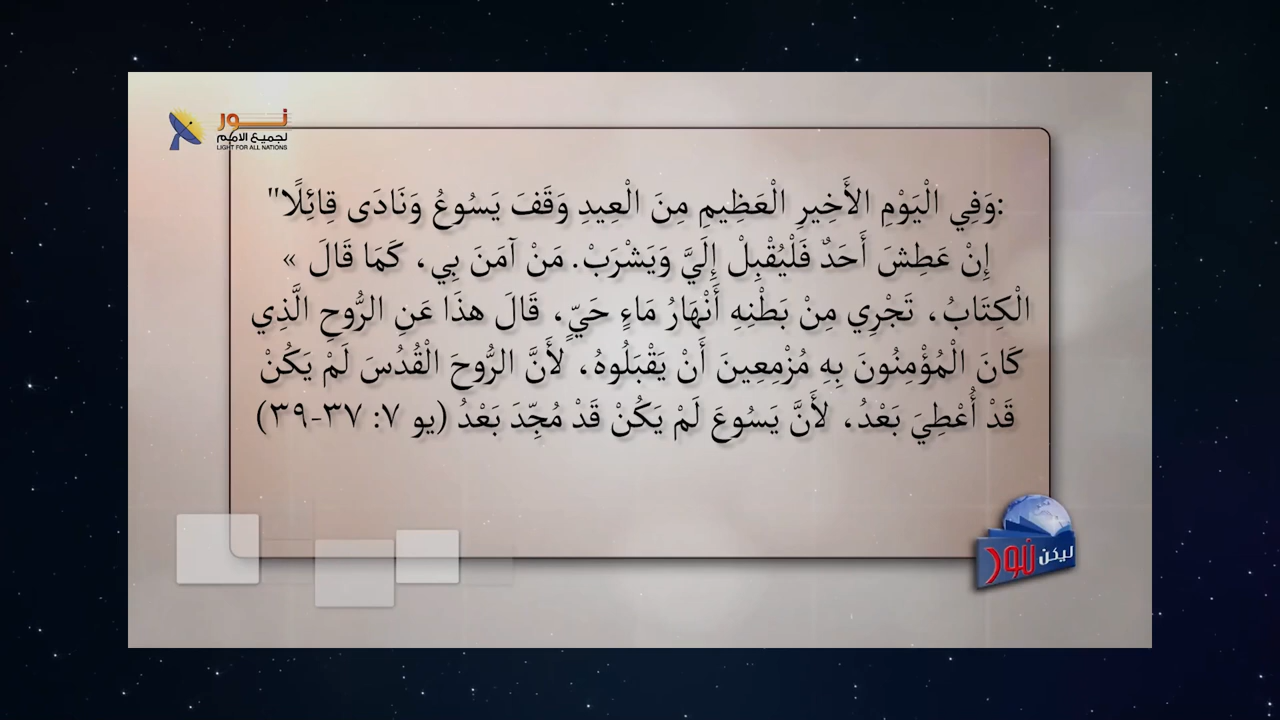 نور
لجميع الامم
LIGHT FOR ALL NATIONS
:وَفِي الْيَوْمِ الأَخِيرِ الْعَظِيمِ مِنَ الْعِيدِ وَقَفَ يَسُوعُ وَنَادَى قِائِلًا"
إِنْ عَطِشَ أَحَدٌ فَلْيُقْبِلْ إِلَيَّ وَيَشْرَبْ. مَنْ آمَنَ بِي، كَمَا قَالَ »
الْكِتَابُ، تَجْرِي مِنْ بَطْنِهِ أَنْهَارُ مَاءٍ حَيٍّ، قَالَ هذَا عَنِ الرُّوحِ الَّذِي
كَانَ الْمُؤْمِنُونَ بِهِ مُزْمِعِينَ أَنْ يَقْبَلُوهُ، لأَنَّ الرُّوحَ الْقُدُسَ لَمْ يَكُنْ
قَدْ أُعْطِيَ بَعْدُ، لأَنَّ يَسُوعَ لَمْ يَكُنْ قَدْ مُجِّدَ بَعْدُ (يو ٧: ٣٧-٣٩)
ليكن نور